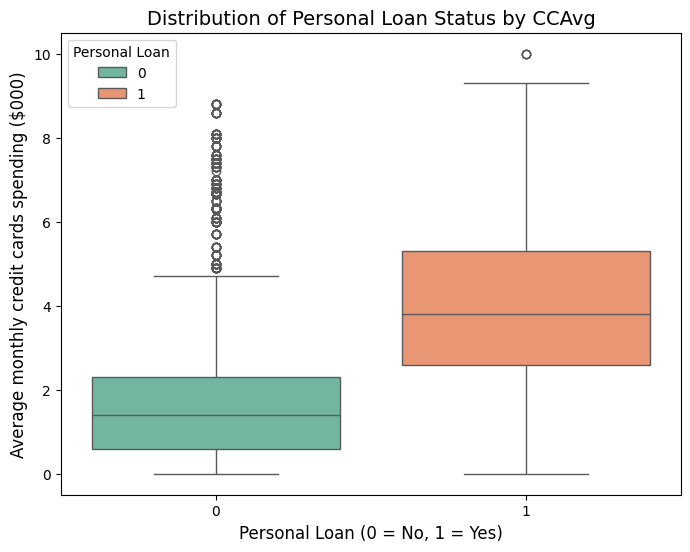 Distribution of Personal Loan Status by CCAvg
Personal Loan
0
1
Average monthly credit cards spending ($000)
10
8
6
4
2
0
0 1
Personal Loan (0 = No, 1 = Yes)